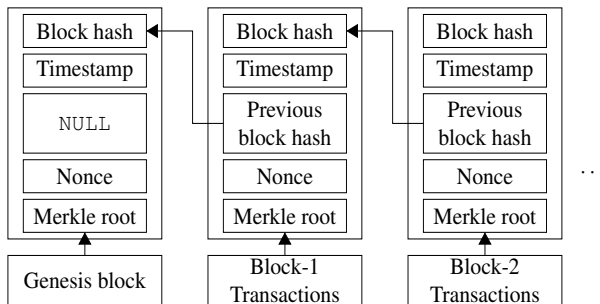 Block hash
Timestamp
NULL
Nonce
Merkle root
Genesis block
Block hash
Timestamp
Previous
block hash
Nonce
Merkle root
Block-1
Transactions
Block hash
Timestamp
Previous
block hash
Nonce
Merkle root
Block-2
Transactions
..